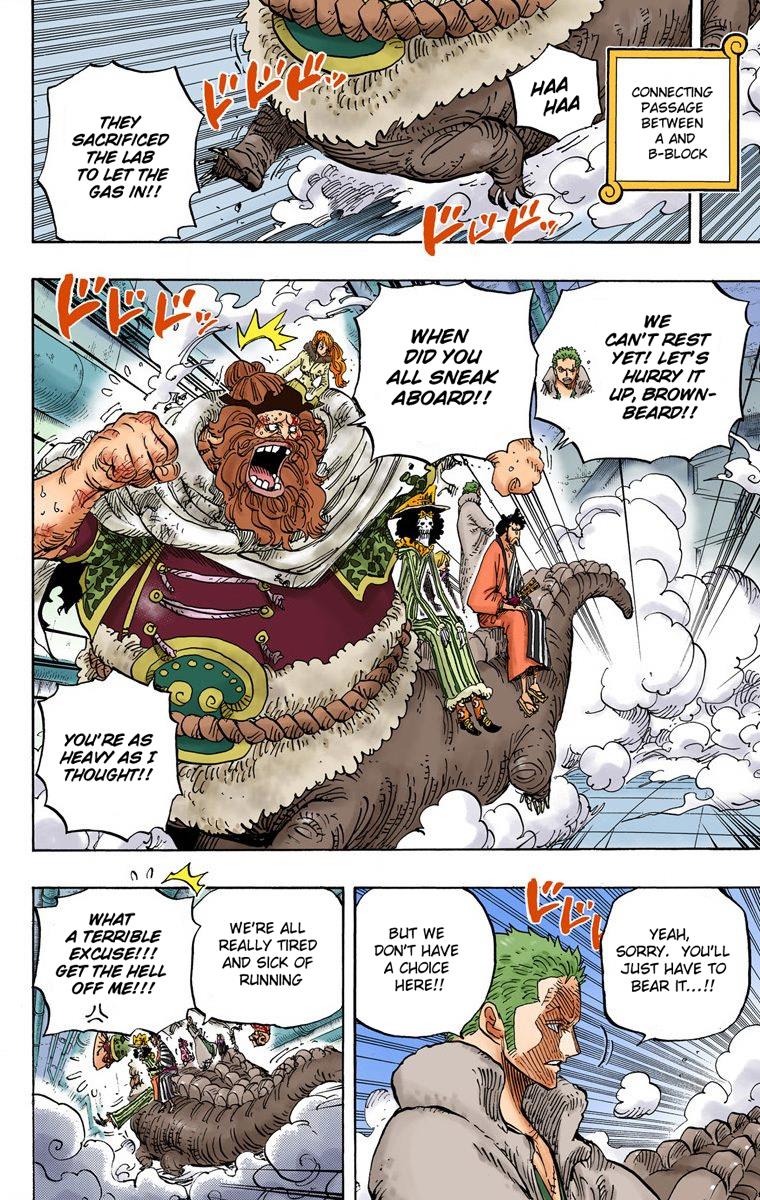 CONNECTING
PASSAGE
BETWEEN
A AND
B-BLOCK
HAA
HAA
ドドドッ
THEY
SACRIFICED
THE LAB
TO LET THE
GAS IN!!
ドドドッ
WE
CAN'T REST
YET! LET'S
HURRY IT
UP, BROWN-
BEARD!!
WHEN
DID YOU
ALL SNEAK
ABOARD!!
ドドドッ
YOU'RE AS
HEAVY AS I
THOUGHT!!
YEAH,
SORRY. YOU'LL
JUST HAVE TO
BEAR IT...!!
ドドド
BUT WE
DON'T HAVE
A CHOICE
HERE!!
WE'RE ALL
REALLY TIRED
AND SICK OF
RUNNING
WHAT
A TERRIBLE
EXCUSE!!!
GET THE HELL
OFF ME!!!